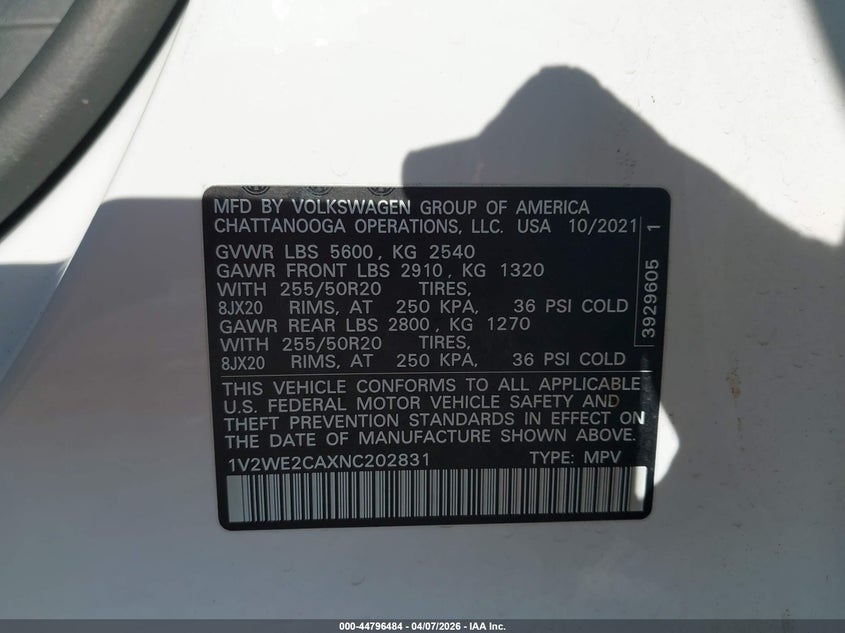 MFD BY VOLKSWAGEN GROUP OF AMERICA
CHATTANOOGA OPERATIONS, LLC. USA 10/2021
GVWR LBS 5600, KG 2540
GAWR FRONT LBS 2910, KG 1320
WITH 255/50R20 TIRES,
8JX20 RIMS, AT 250 KPA, 36 PSI COLD
GAWR REAR LBS 2800, KG 1270
WITH 255/50R20 TIRES,
8JX20 RIMS, AT 250 KPA, 36 PSI COLD
3929605 1
THIS VEHICLE CONFORMS TO ALL APPLICABLE
U.S. FEDERAL MOTOR VEHICLE SAFETY AND
THEFT PREVENTION STANDARDS IN EFFECT ON
THE DATE OF MANUFACTURE SHOWN ABOVE.
1V2WE2CAXNC202831 TYPE: MPV
000-44796484 - 04/07/2026 - IAA Inc.